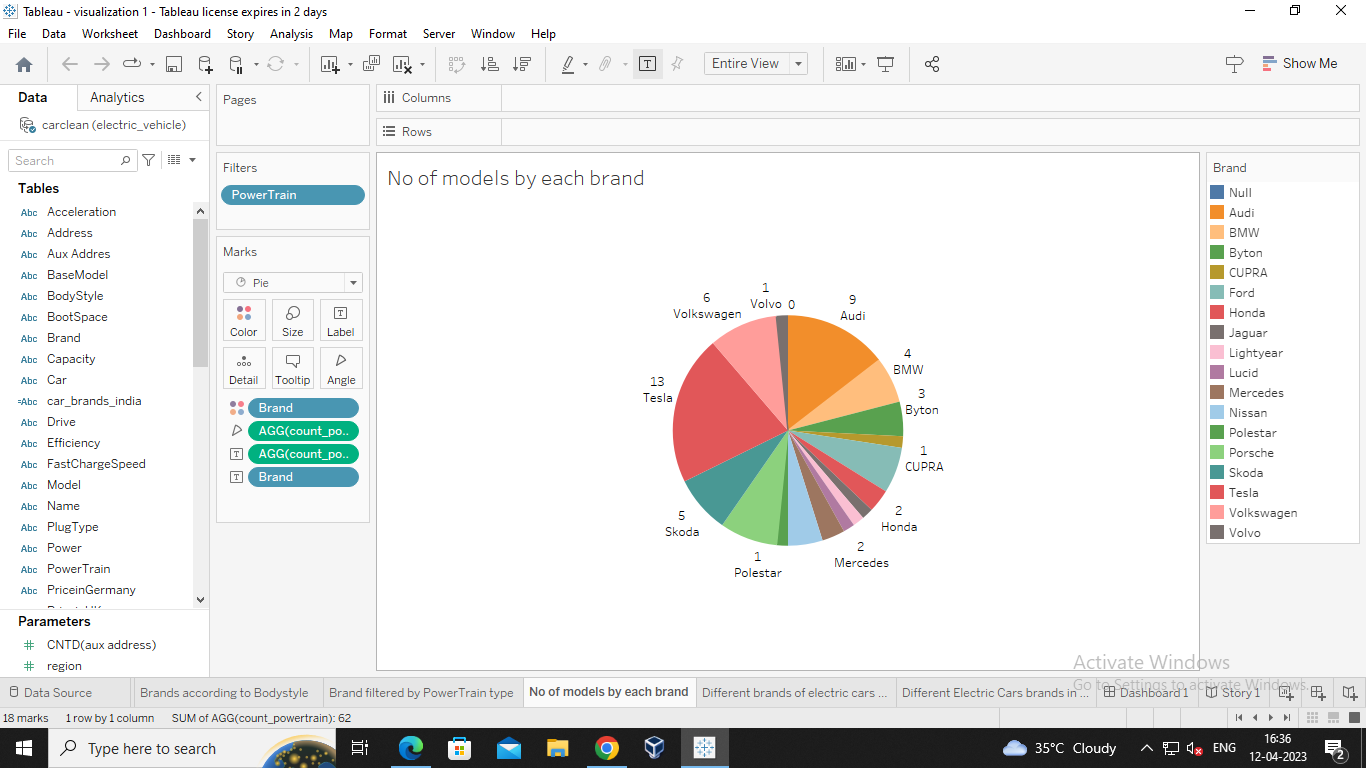 Tableau - visualization 1 - Tableau license expires in 2 days
File Data Worksheet Dashboard Story Analysis Map Format Server Window Help
Entire View
Show Me
Data Analytics
carclean (electric_vehicle)
Search
Tables
Abc Acceleration
Abc Address
Abc Aux Addres
Abc BaseModel
Abc BodyStyle
Abc BootSpace
Abc Brand
Abc Capacity
Abc Car
=Abc car_brands_india
Abc Drive
Abc Efficiency
Abc FastChargeSpeed
Abc Model
Abc Name
Abc PlugType
Abc Power
Abc PowerTrain
Abc PriceinGermany
Parameters
# CNTD(aux address)
# region
Pages
Filters
PowerTrain
Marks
Pie
Color Size Label
Detail Tooltip Angle
Brand
AGG(count_po..
AGG(count_po..
Brand
Columns
Rows
No of models by each brand
1
Volvo
0
9
Audi
6
Volkswagen
4
BMW
13
Tesla
3
Byton
1
CUPRA
5
Skoda
2
Honda
1
Polestar
2
Mercedes
Brand
Null
Audi
BMW
Byton
CUPRA
Ford
Honda
Jaguar
Lightyear
Lucid
Mercedes
Nissan
Polestar
Porsche
Skoda
Tesla
Volkswagen
Volvo
Activate Windows
Go to Settings to activate Windows.
Data Source Brands according to Bodystyle Brand filtered by PowerTrain type No of models by each brand Different brands of electric cars ... Different Electric Cars brands in ... Dashboard 1 Story 1
18 marks 1 row by 1 column SUM of AGG(count_powertrain): 62
Type here to search
35°C Cloudy
ENG
16:36
12-04-2023
2